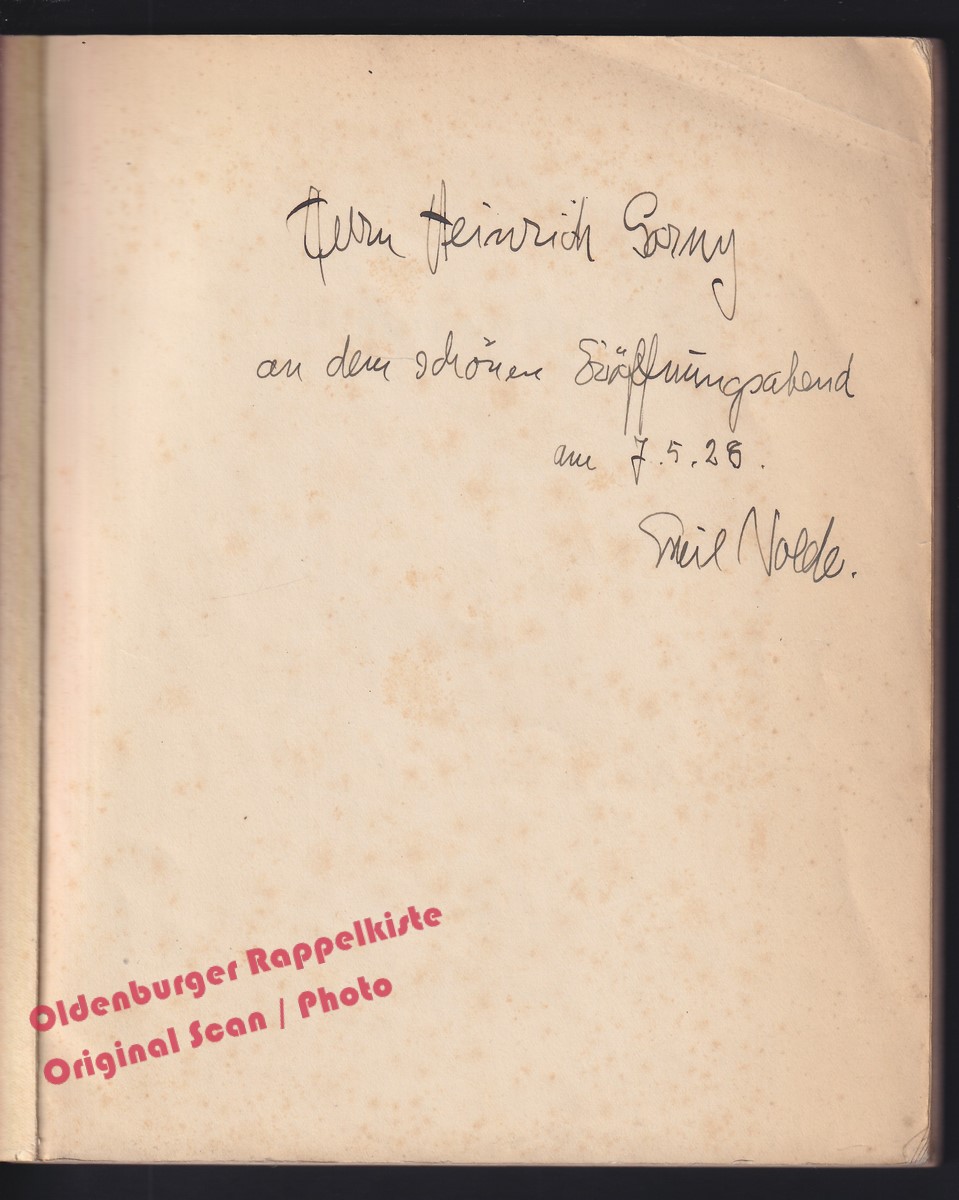 Herrn Heinrich Gorny
an dem schönen Eröffnungsabend
am 7.5.28.
Emil Nolde.
Oldenburger Rappelkiste
Original Scan / Photo